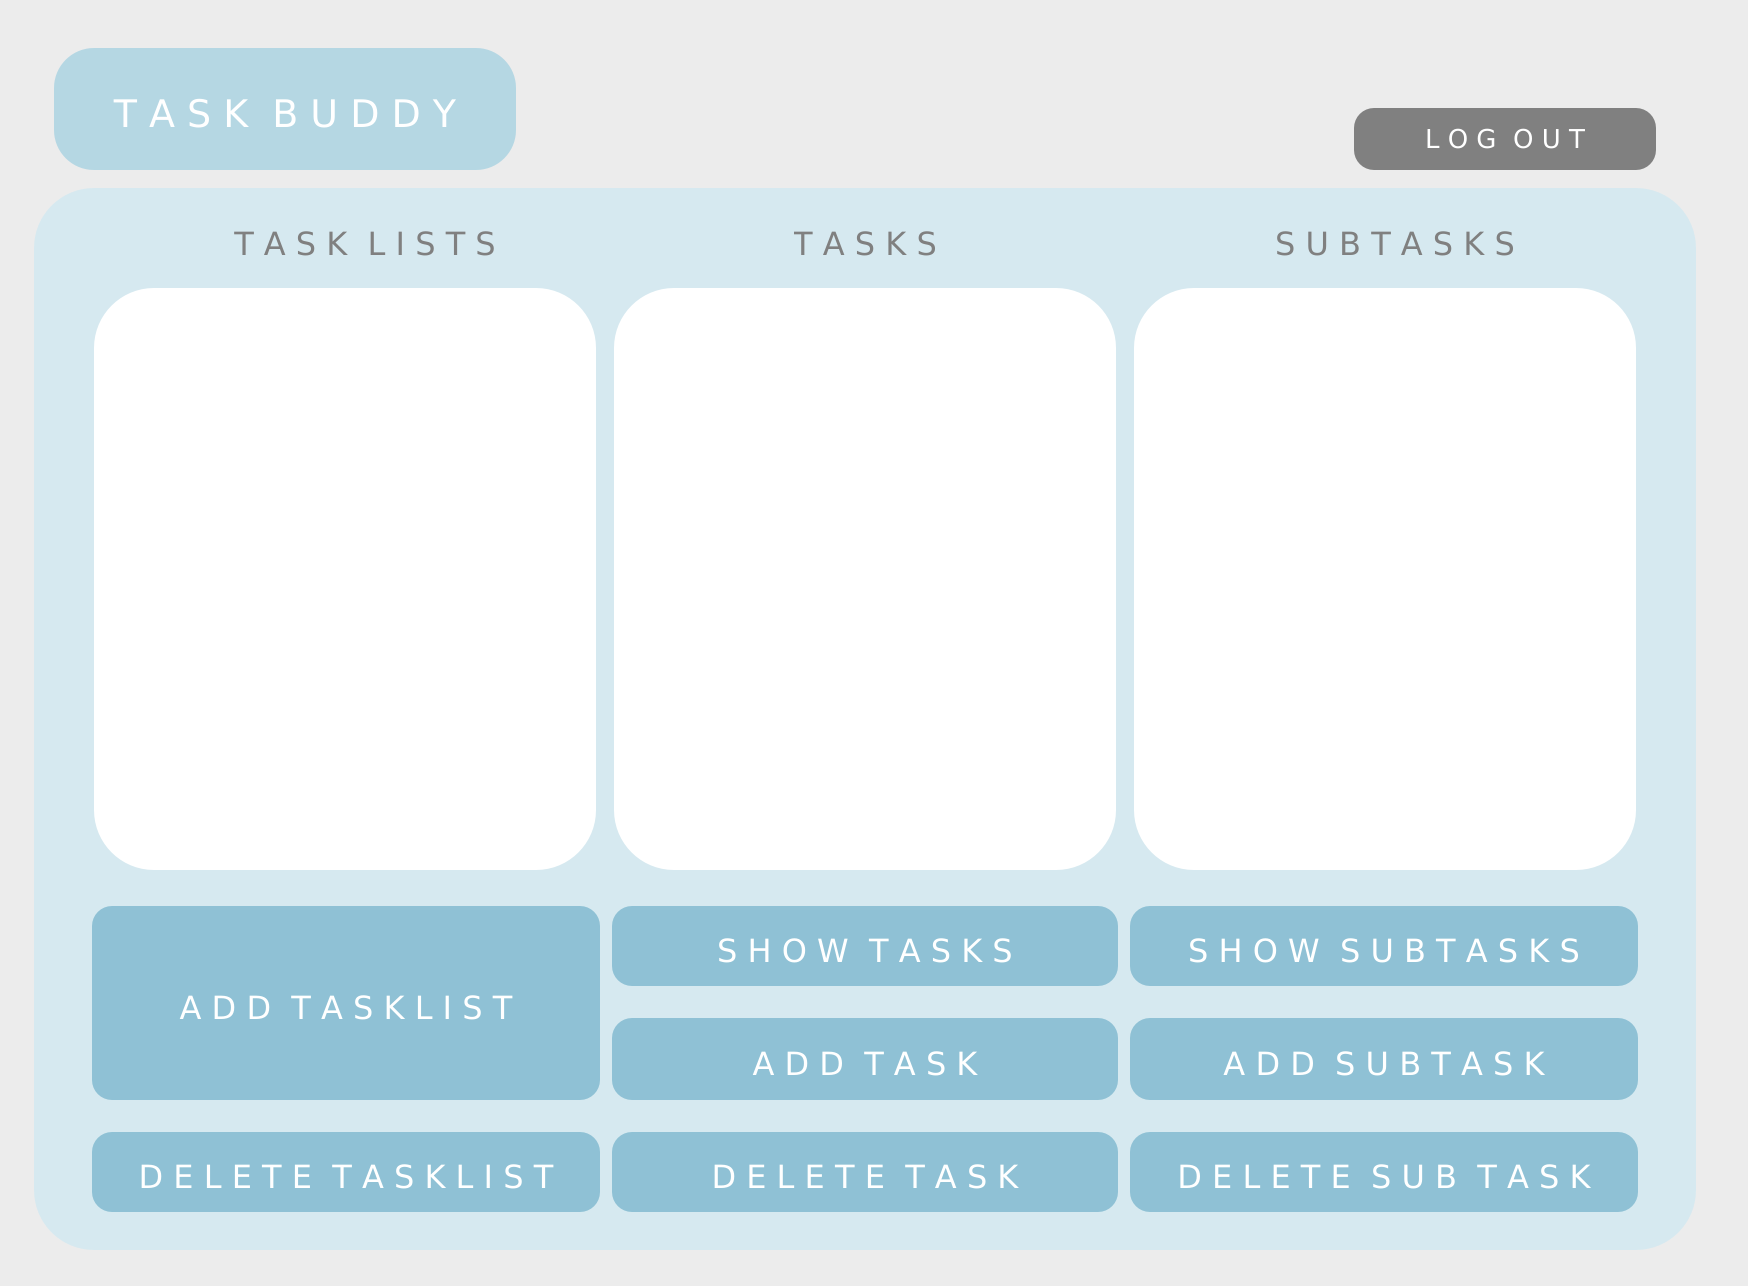 TASK BUDDY
LOG OUT
TASK LISTS
TASKS
SUBTASKS
SHOW TASKS
SHOW SUBTASKS
ADD TASKLIST
ADD TASK
ADD SUBTASK
DELETE TASKLIST
DELETE TASK
DELETE SUB TASK